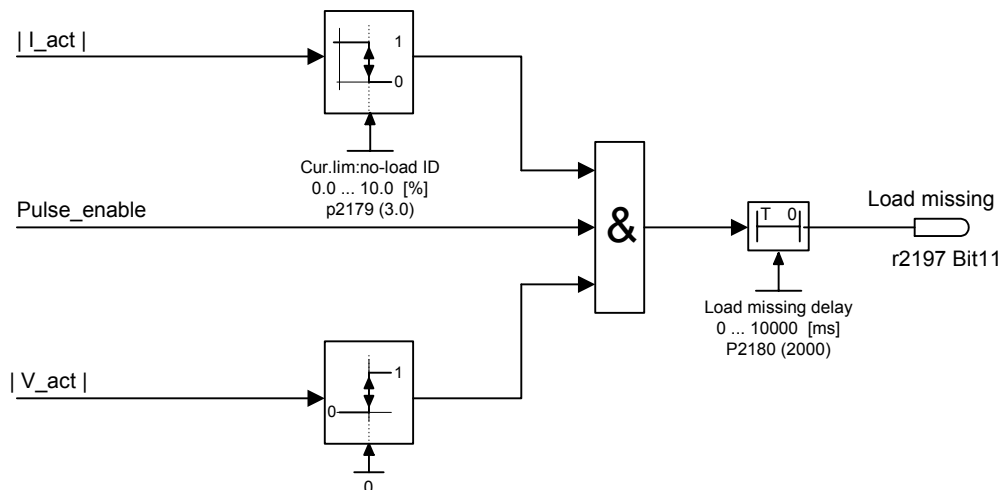 | I_act |
1
0
Cur.lim:no-load ID
0.0 ... 10.0 [%]
p2179 (3.0)
Pulse_enable
&
T 0
Load missing
r2197 Bit11
Load missing delay
0 ... 10000 [ms]
P2180 (2000)
| V_act |
1
0
0